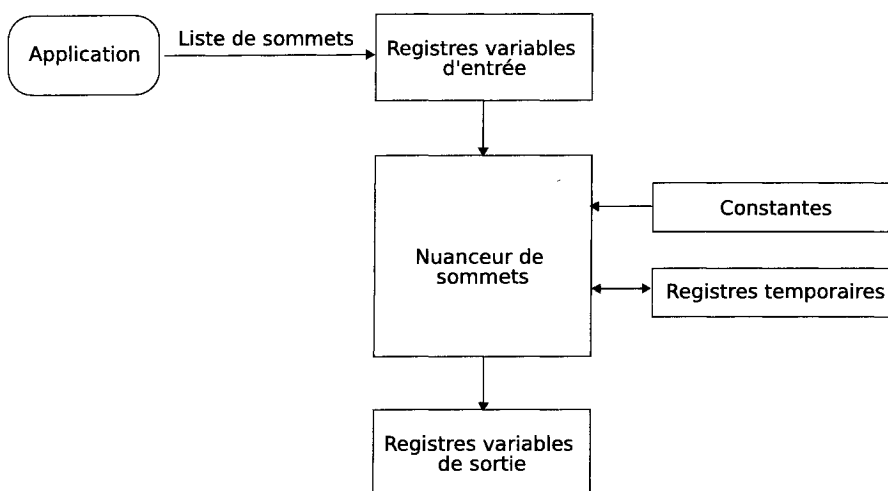 Application
Liste de sommets
Registres variables
d'entrée
Constantes
Nuanceur de
sommets
Registres temporaires
Registres variables
de sortie